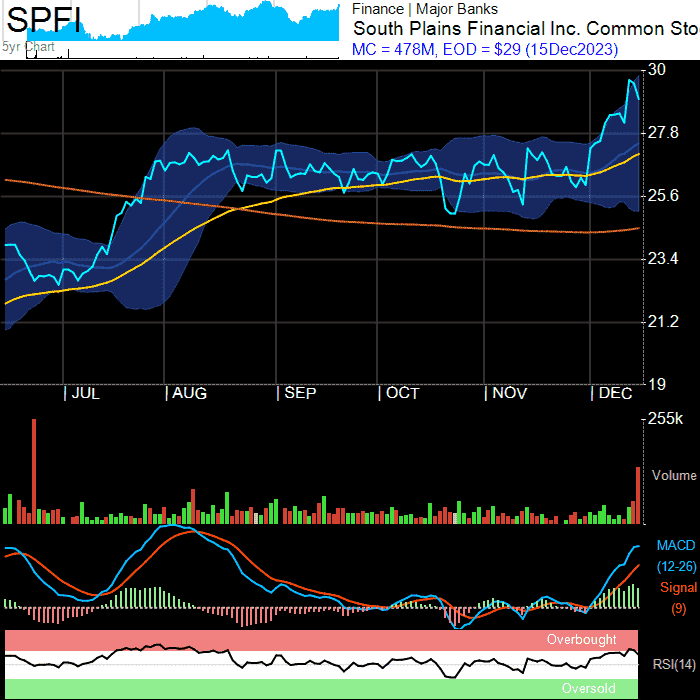 SPFI
5yr Chart
Finance | Major Banks
South Plains Financial Inc. Common Sto
MC = 478M, EOD = $29 (15Dec2023)
30
27.8
25.6
23.4
21.2
19
JUL AUG SEP OCT NOV DEC
255k
Volume
MACD
(12-26)
Signal
(9)
Overbought
RSI(14)
Oversold